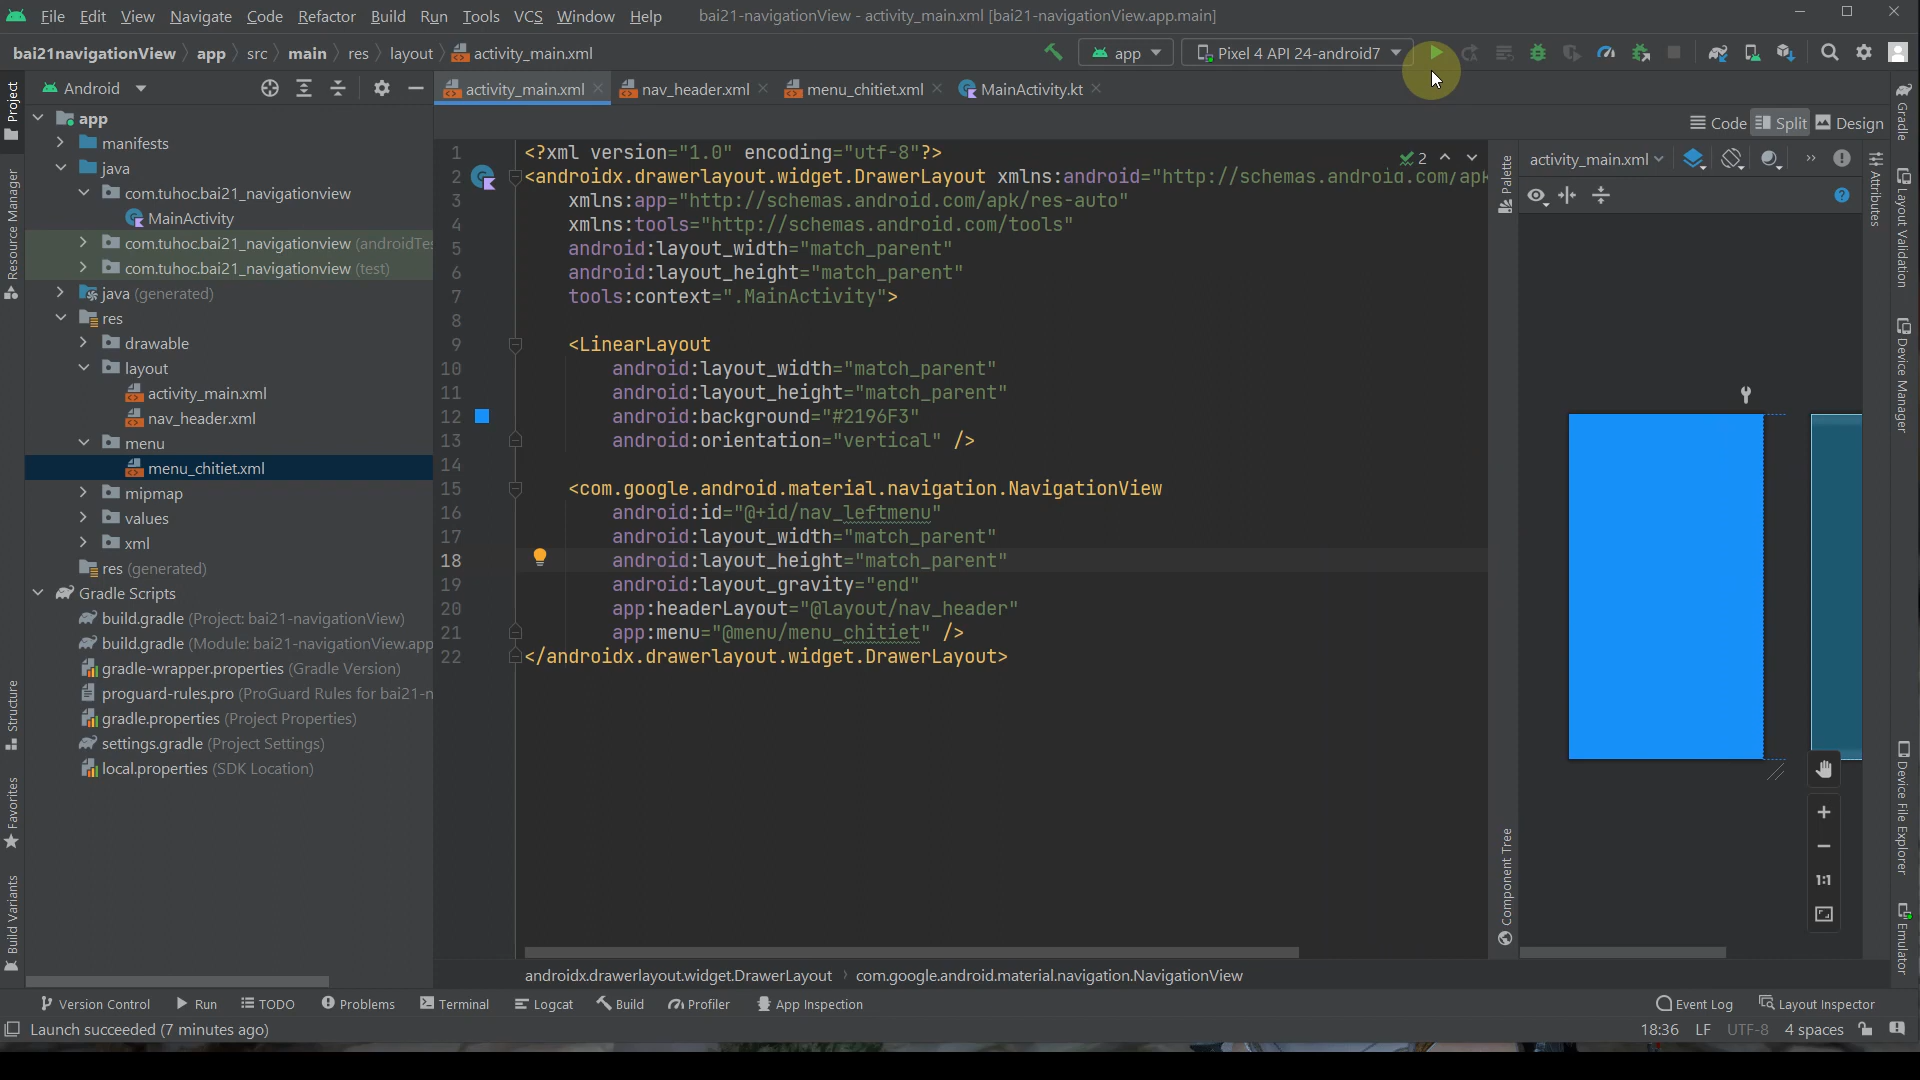 File Edit View Navigate Code Refactor Build Run Tools VCS Window Help bai21-navigationView - activity_main.xml [bai21-navigationView.app.main]
bai21navigationView app src main res layout activity_main.xml app Pixel 4 API 24-android7
Android activity_main.xml nav_header.xml menu_chitiet.xml MainActivity.kt
Code Split Design
Project
Resource Manager
Structure
Favorites
Build Variants
app
manifests
java
com.tuhoc.bai21_navigationview
MainActivity
com.tuhoc.bai21_navigationview (androidTes
com.tuhoc.bai21_navigationview (test)
java (generated)
res
drawable
layout
activity_main.xml
nav_header.xml
menu
menu_chitiet.xml
mipmap
values
xml
res (generated)
Gradle Scripts
build.gradle (Project: bai21-navigationView)
build.gradle (Module: bai21-navigationView.app
gradle-wrapper.properties (Gradle Version)
proguard-rules.pro (ProGuard Rules for bai21-n
gradle.properties (Project Properties)
settings.gradle (Project Settings)
local.properties (SDK Location)
1 <?xml version="1.0" encoding="utf-8"?>
2 <androidx.drawerlayout.widget.DrawerLayout xmlns:android="http://schemas.android.com/apk
3 xmlns:app="http://schemas.android.com/apk/res-auto"
4 xmlns:tools="http://schemas.android.com/tools"
5 android:layout_width="match_parent"
6 android:layout_height="match_parent"
7 tools:context=".MainActivity">
8
9 <LinearLayout
10 android:layout_width="match_parent"
11 android:layout_height="match_parent"
12 android:background="#2196F3"
13 android:orientation="vertical" />
14
15 <com.google.android.material.navigation.NavigationView
16 android:id="@+id/nav_leftmenu"
17 android:layout_width="match_parent"
18 android:layout_height="match_parent"
19 android:layout_gravity="end"
20 app:headerLayout="@layout/nav_header"
21 app:menu="@menu/menu_chitiet" />
22 </androidx.drawerlayout.widget.DrawerLayout>
2
Palette
Component Tree
activity_main.xml
Attributes
1:1
Gradle
Layout Validation
Device Manager
Device File Explorer
Emulator
androidx.drawerlayout.widget.DrawerLayout com.google.android.material.navigation.NavigationView
Version Control Run TODO Problems Terminal Logcat Build Profiler App Inspection Event Log Layout Inspector
Launch succeeded (7 minutes ago) 18:36 LF UTF-8 4 spaces